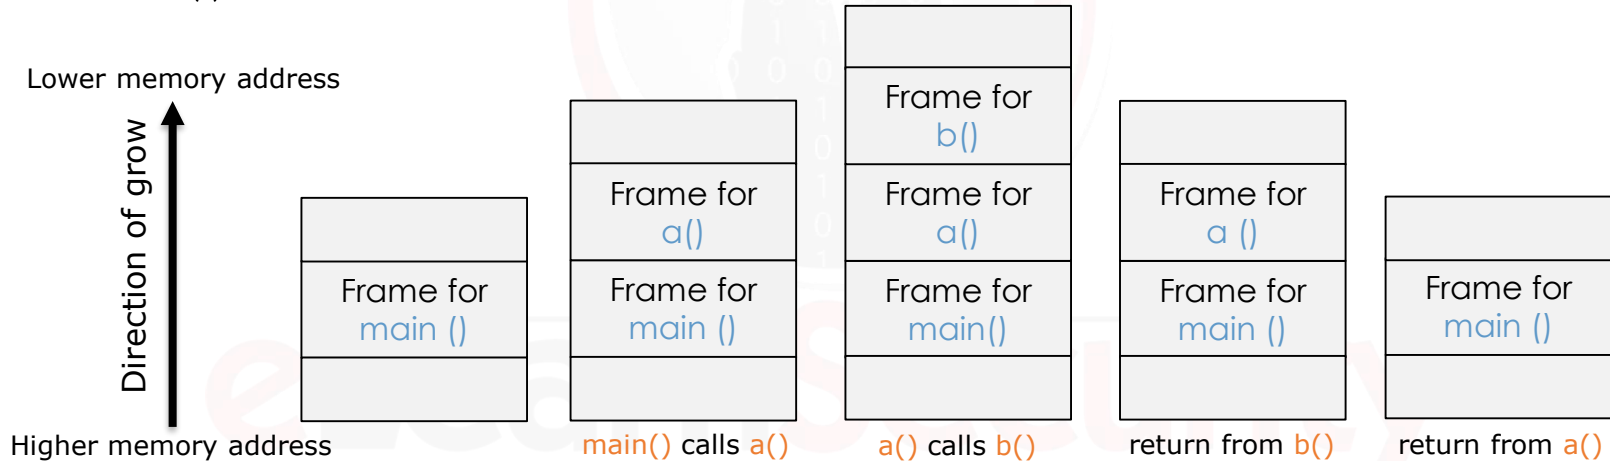 ()
Lower memory address
Direction of grow
Higher memory address
Frame for
main ()
Frame for
a()
Frame for
main ()
main() calls a()
Frame for
b()
Frame for
a()
Frame for
main()
a() calls b()
Frame for
a ()
Frame for
main ()
return from b()
Frame for
main ()
return from a()
eLearnSecurity